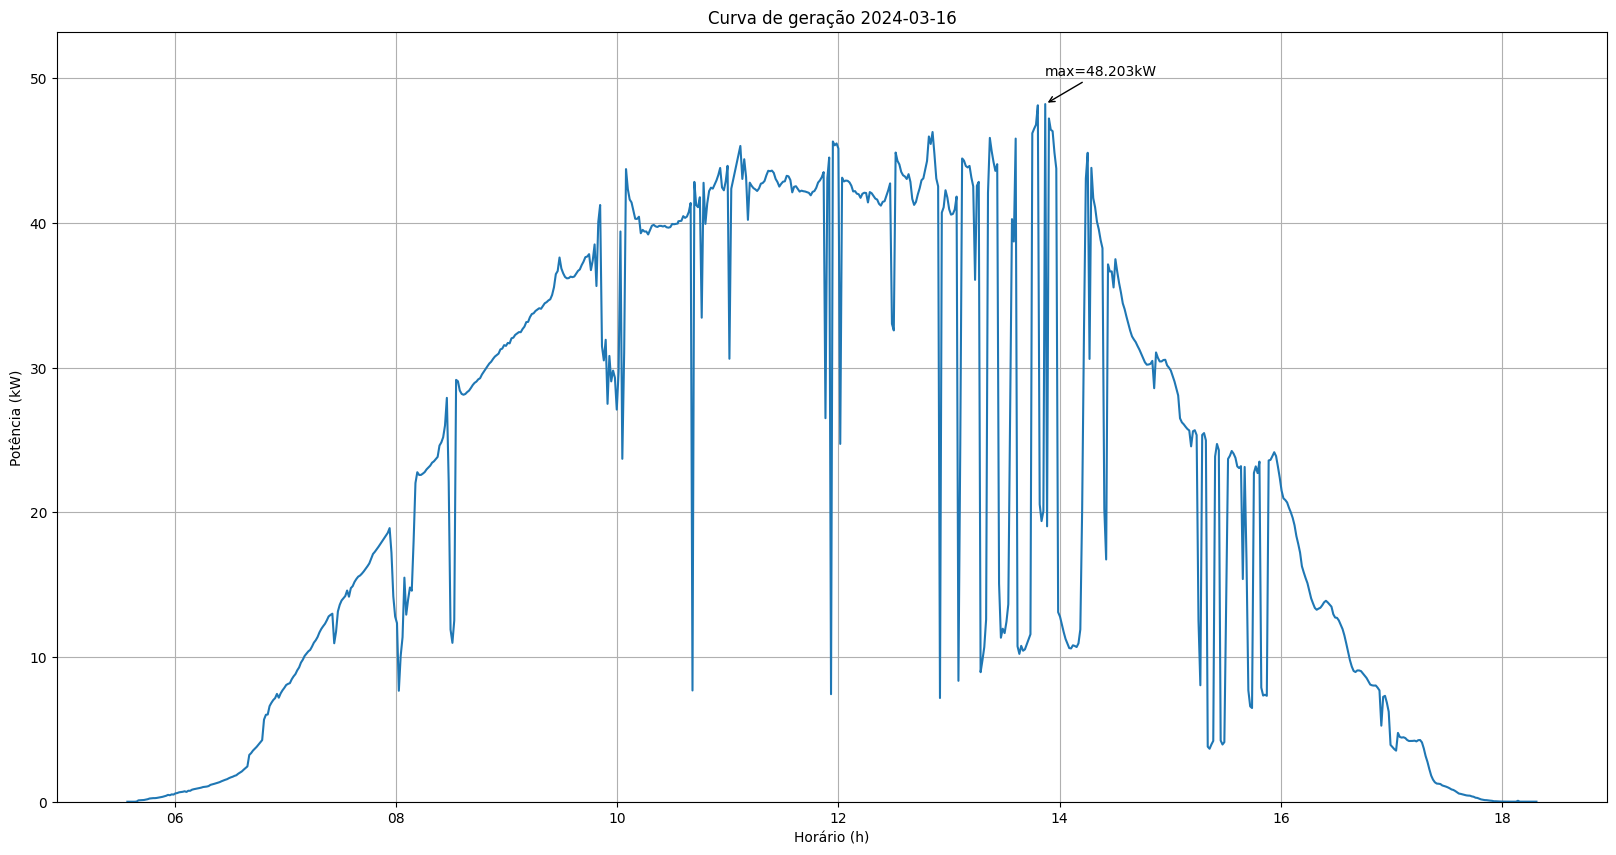 Curva de geração 2024-03-16
max=48.203kW
Potência (kW)
50
40
30
20
10
0
06 08 10 12 14 16 18
Horário (h)